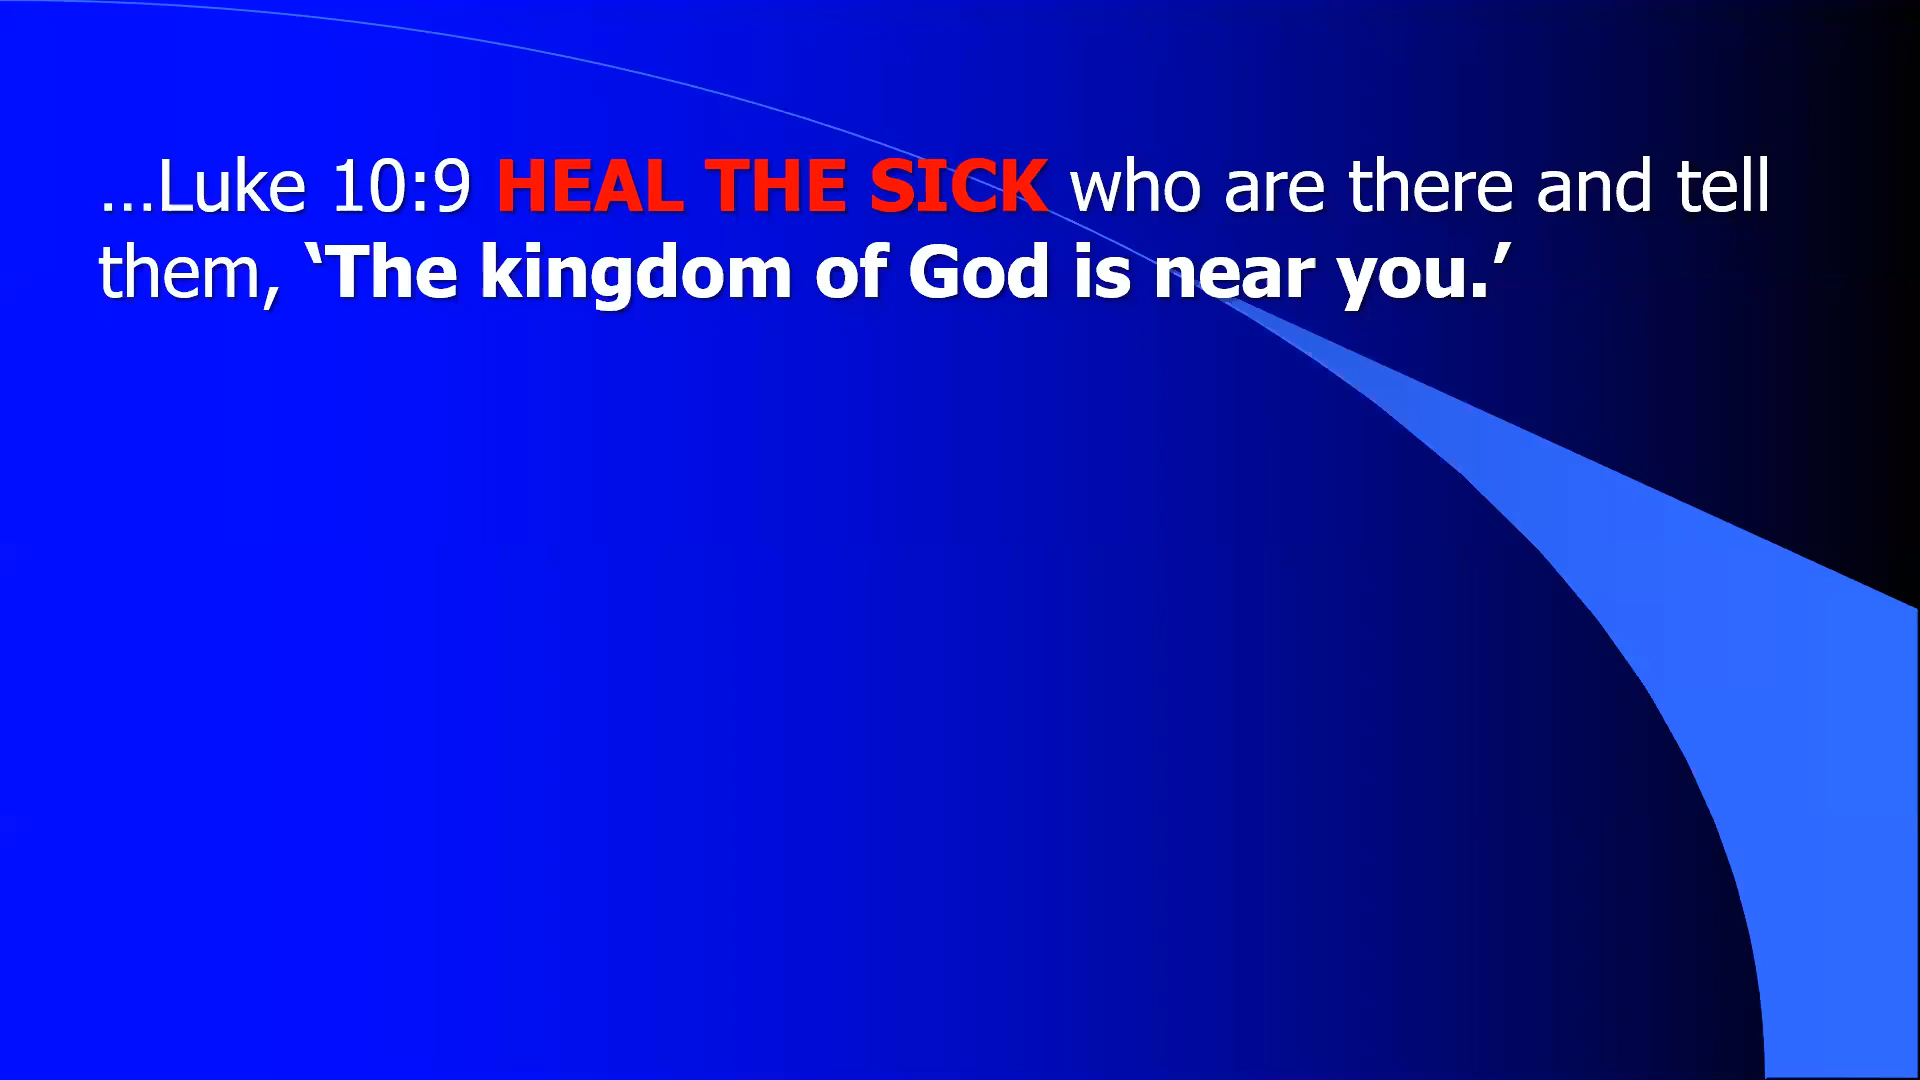 …Luke 10:9 HEAL THE SICK who are there and tell
them, ‘The kingdom of God is near you.’